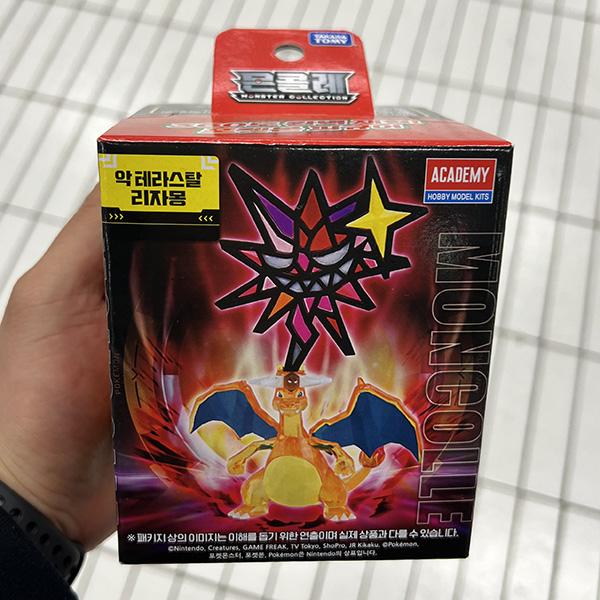 TAKARA
TOMY
몬콜레
MONSTER COLLECTION
악 테라스탈
리자몽
ACADEMY
HOBBY MODEL KITS
MONCOLLE
POKÉMON
※ 패키지 상의 이미지는 이해를 돕기 위한 연출이며 실제 상품과 다를 수 있습니다.
©Nintendo, Creatures, GAME FREAK, TV Tokyo, ShoPro, JR Kikaku. ©Pokémon.
포켓몬스터, 포켓몬, Pokémon은 Nintendo의 상표입니다.